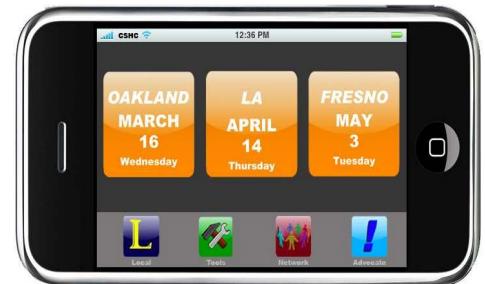 CSHC 12:36 PM
OAKLAND
MARCH
16
Wednesday
LA
APRIL
14
Thursday
FRESNO
MAY
3
Tuesday
L
Local
Tools
Network
!
Advocate